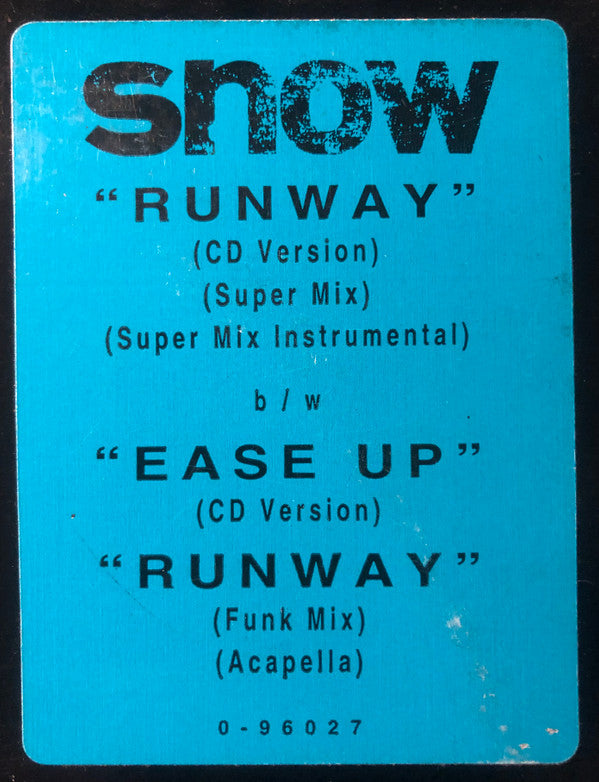 snow
“RUNWAY”
(CD Version)
(Super Mix)
(Super Mix Instrumental)
b/w
“EASE UP”
(CD Version)
“RUNWAY”
(Funk Mix)
(Acapella)
0-96027